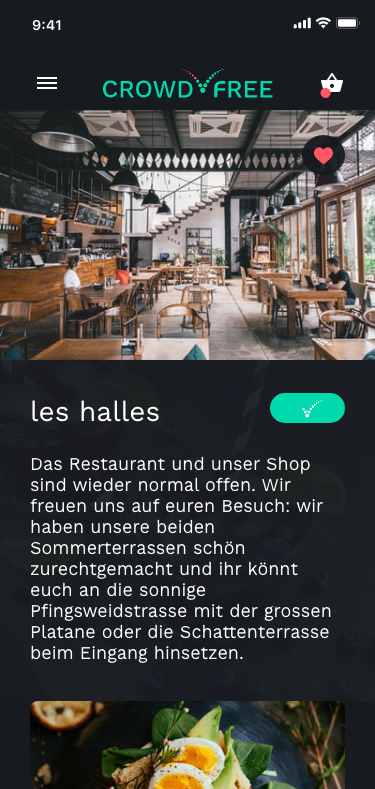 9:41
CROWD FREE
les halles
Das Restaurant und unser Shop
sind wieder normal offen. Wir
freuen uns auf euren Besuch: wir
haben unsere beiden
Sommerterrassen schön
zurechtgemacht und ihr könnt
euch an die sonnige
Pfingsweidstrasse mit der grossen
Platane oder die Schattenterrasse
beim Eingang hinsetzen.